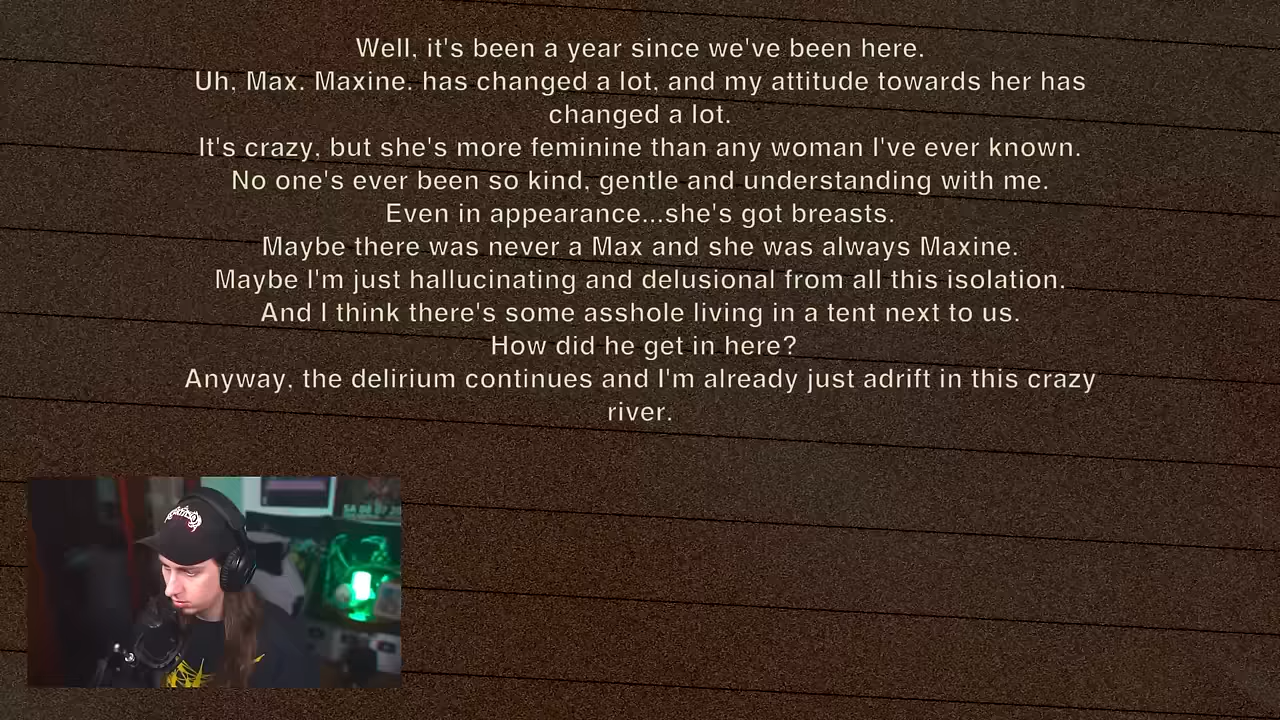 Well, it's been a year since we've been here.
Uh, Max. Maxine. has changed a lot, and my attitude towards her has
changed a lot.
It's crazy, but she's more feminine than any woman I've ever known.
No one's ever been so kind, gentle and understanding with me.
Even in appearance...she's got breasts.
Maybe there was never a Max and she was always Maxine.
Maybe I'm just hallucinating and delusional from all this isolation.
And I think there's some asshole living in a tent next to us.
How did he get in here?
Anyway, the delirium continues and I'm already just adrift in this crazy
river.